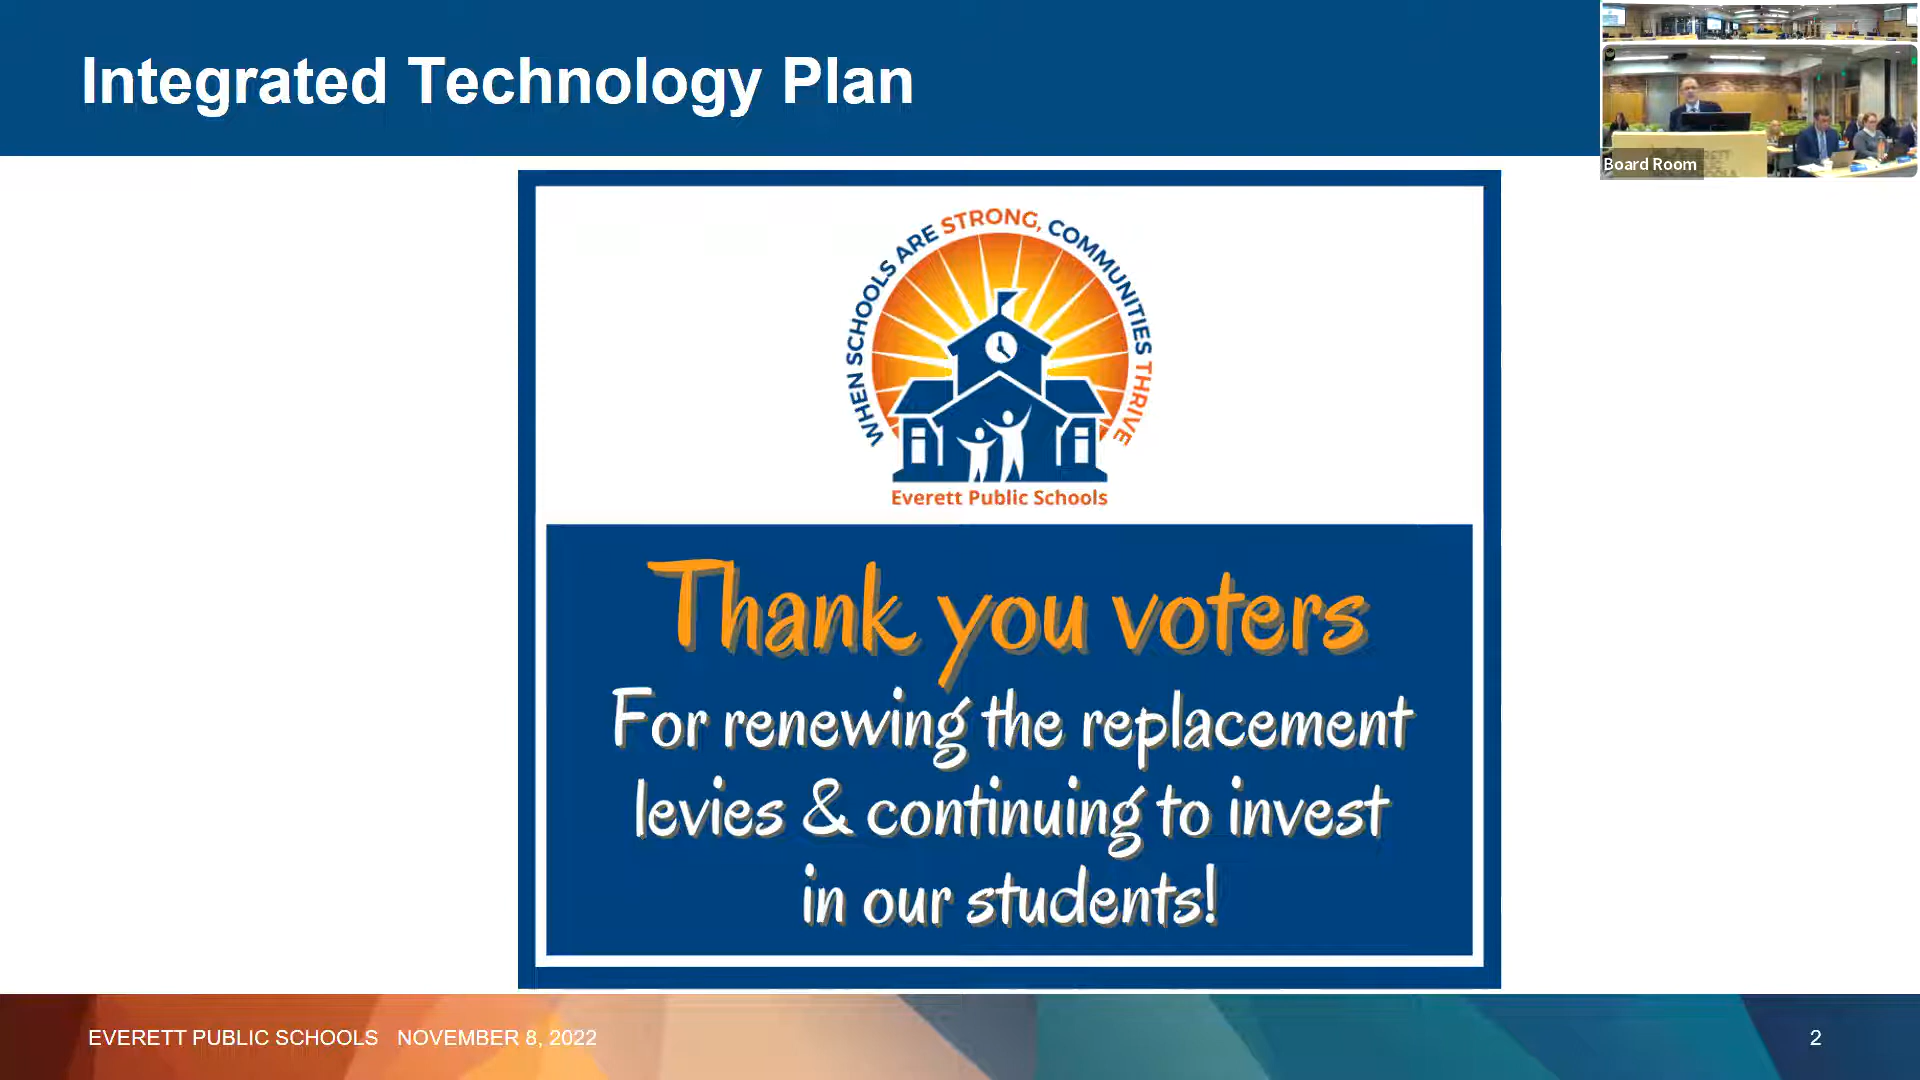 Integrated Technology Plan
Board Room
WHEN SCHOOLS ARE STRONG, COMMUNITIES THRIVE
Everett Public Schools
Thank you voters
For renewing the replacement
levies & continuing to invest
in our students!
EVERETT PUBLIC SCHOOLS NOVEMBER 8, 2022
2